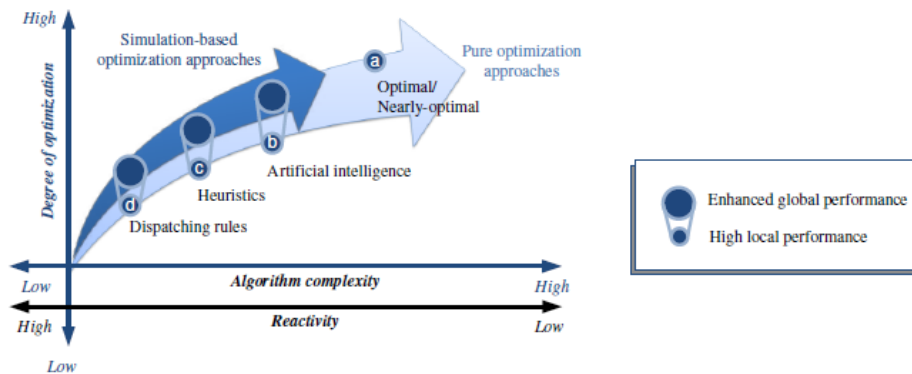 High
Simulation-based
optimization approaches
Pure optimization
approaches
a
Optimal/
Nearly-optimal
b
Artificial intelligence
c
Heuristics
d
Dispatching rules
Degree of optimization
Low
Algorithm complexity
High
High
Reactivity
Low
Low
Enhanced global performance
High local performance